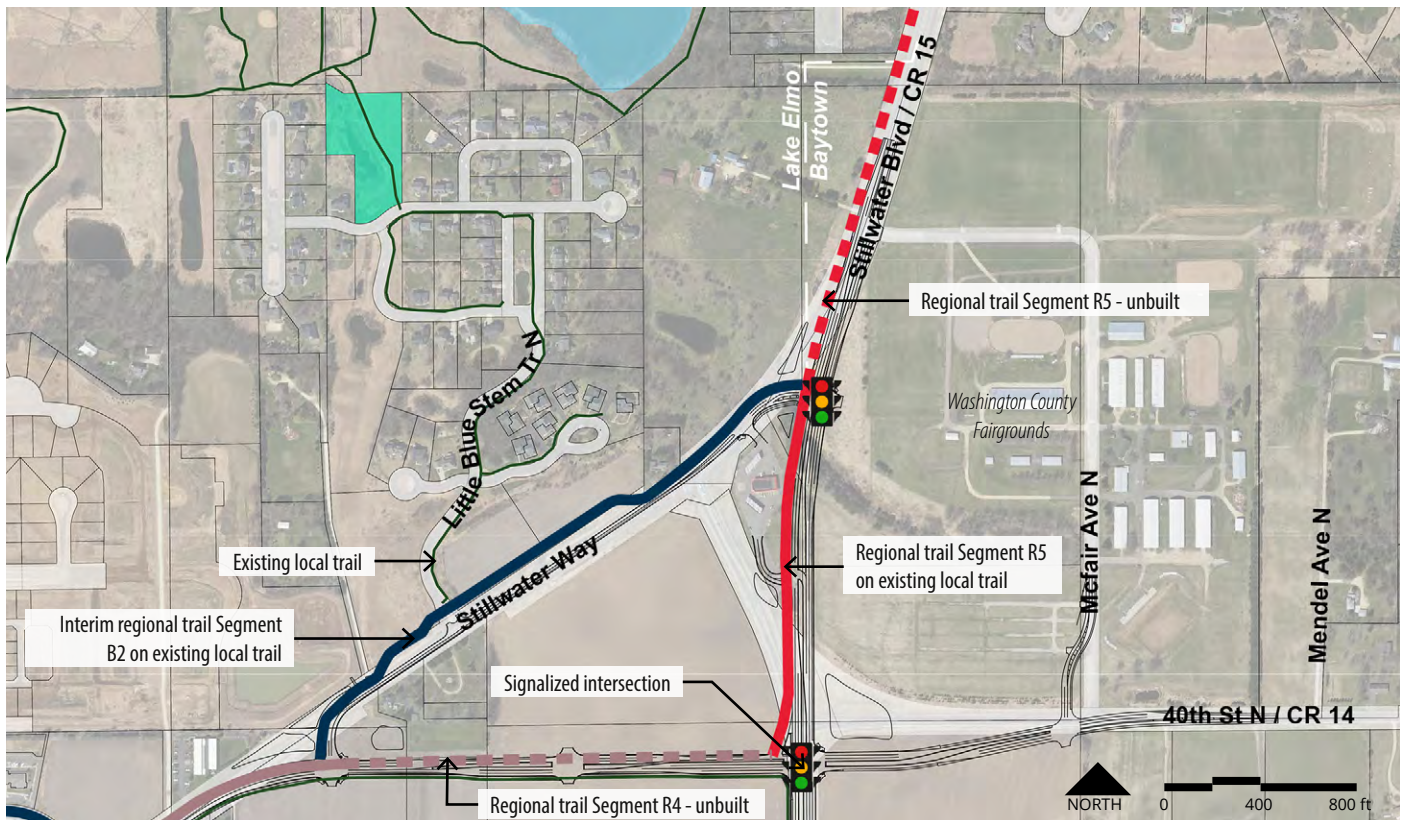 Lake Elmo
Baytown
Stillwater Blvd / CR 15
Regional trail Segment R5 - unbuilt
Washington County
Fairgrounds
Little Blue Stem Tr N
Existing local trail
Stillwater Way
Regional trail Segment R5
on existing local trail
Mcfair Ave N
Mendel Ave N
Interim regional trail Segment
B2 on existing local trail
Signalized intersection
40th St N / CR 14
Regional trail Segment R4 - unbuilt
NORTH
0 400 800 ft